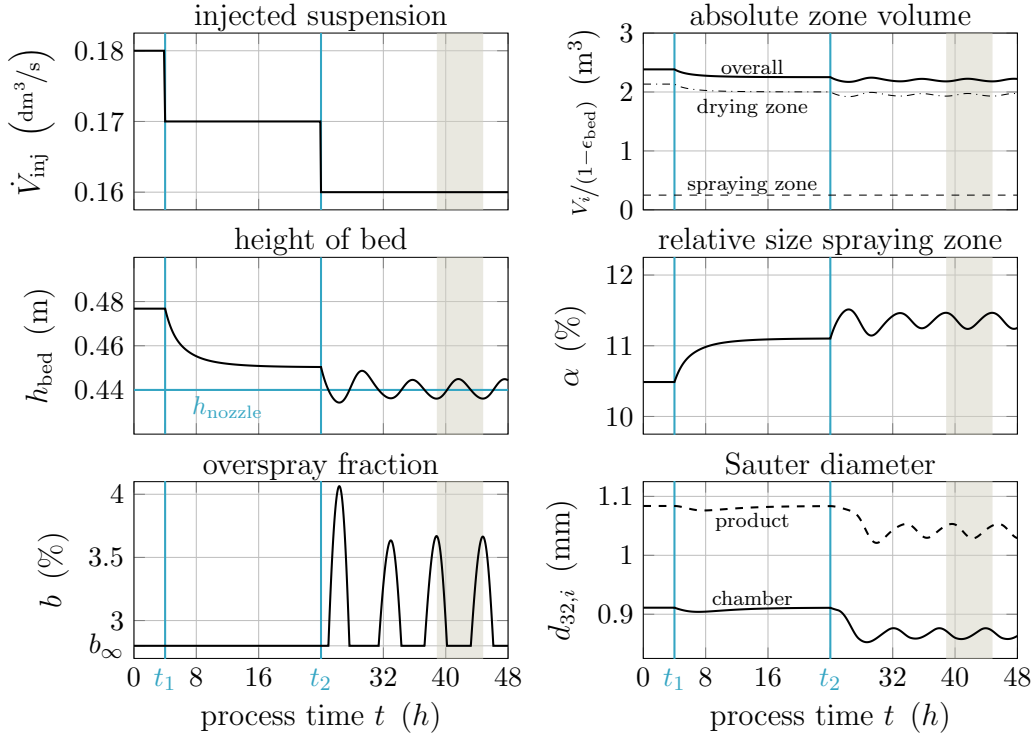 injected suspension
0.18
0.17
0.16
V̇inj (dm³/s)
absolute zone volume
3
2
1
0
Vi/(1−ϵbed) (m³)
overall
drying zone
spraying zone
height of bed
0.48
0.46
0.44
hbed (m)
hnozzle
relative size spraying zone
12
11
10
α (%)
overspray fraction
4
3.5
3
b∞
b (%)
0 t1 8 16 t2 32 40 48
process time t (h)
Sauter diameter
1.1
1
0.9
d32,i (mm)
product
chamber
0 t1 8 16 t2 32 40 48
process time t (h)